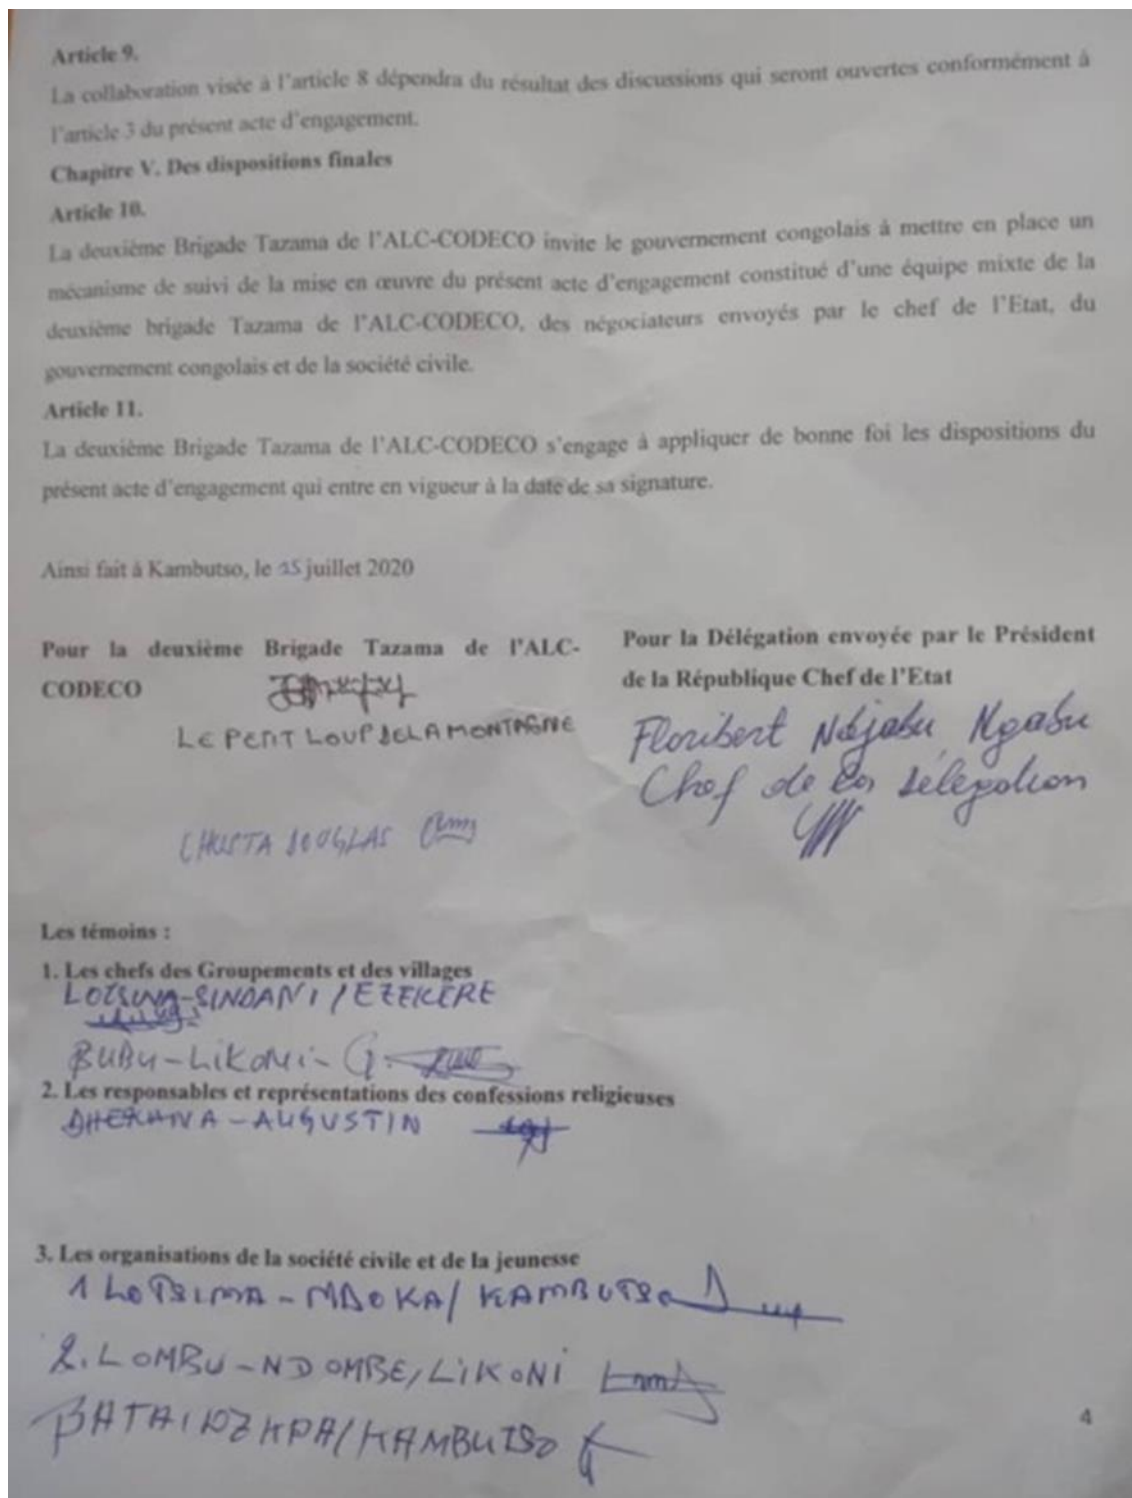 Article 9.
La collaboration visée à l'article 8 dépendra du résultat des discussions qui seront ouvertes conformément à
l'article 3 du présent acte d'engagement.
Chapitre V. Des dispositions finales
Article 10.
La deuxième Brigade Tazama de l'ALC-CODECO invite le gouvernement congolais à mettre en place un
mécanisme de suivi de la mise en œuvre du présent acte d'engagement constitué d'une équipe mixte de la
deuxième brigade Tazama de l'ALC-CODECO, des négociateurs envoyés par le chef de l'Etat, du
gouvernement congolais et de la société civile.
Article 11.
La deuxième Brigade Tazama de l'ALC-CODECO s'engage à appliquer de bonne foi les dispositions du
présent acte d'engagement qui entre en vigueur à la date de sa signature.
Ainsi fait à Kambutso, le 25 juillet 2020
Pour la deuxième Brigade Tazama de l'ALC-
CODECO
LE PETIT LOUP DE LA MONTAGNE
DOUGLAS
Pour la Délégation envoyée par le Président
de la République Chef de l'Etat
Floribert Ndjabu Ngabu
Chef de la délégation
Les témoins :
1. Les chefs des Groupements et des villages
SINDANI / EZEKERE
BUBU-LIKONI-G.
2. Les responsables et représentations des confessions religieuses
AUGUSTIN
3. Les organisations de la société civile et de la jeunesse
1 LOTSIMA - MDOKA/ KAMBUTSO
2. LOMBU-NDOMBE/LIKONI
KAMBUTSO
4